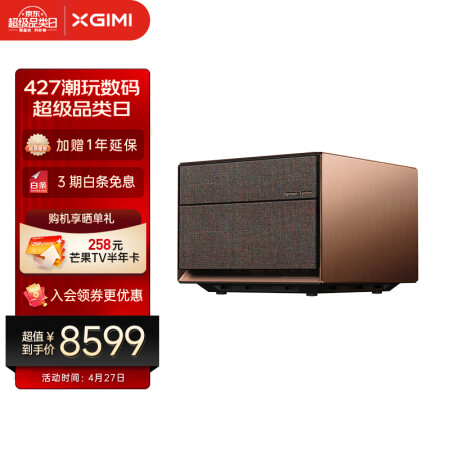 京东
超级品类日
XGIMI
427潮玩数码
超级品类日
加赠1年延保
白条
3期白条免息
购机享晒单礼
258元
芒果TV半年卡
入会领券更优惠
超值¥
到手价
8599
活动时间：4月27日
harman/kardon